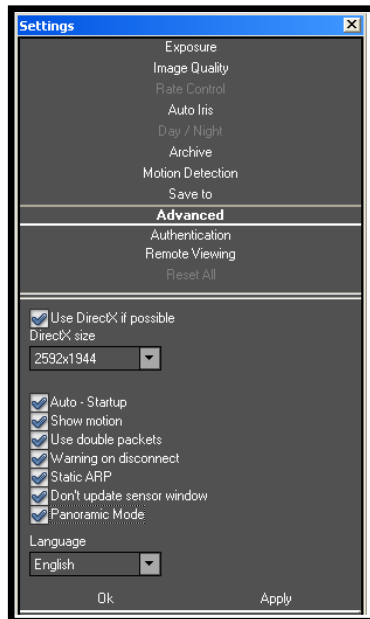 Settings
Exposure
Image Quality
Rate Control
Auto Iris
Day / Night
Archive
Motion Detection
Save to
Advanced
Authentication
Remote Viewing
Reset All
Use DirectX if possible
DirectX size
2592x1944
Auto - Startup
Show motion
Use double packets
Warning on disconnect
Static ARP
Don't update sensor window
Panoramic Mode
Language
English
Ok Apply